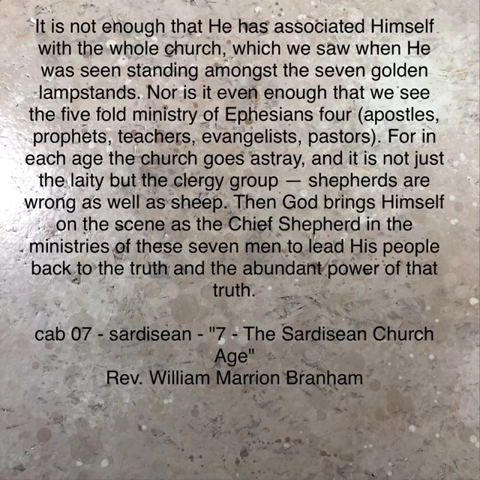 It is not enough that He has associated Himself
with the whole church, which we saw when He
was seen standing amongst the seven golden
lampstands. Nor is it even enough that we see
the five fold ministry of Ephesians four (apostles,
prophets, teachers, evangelists, pastors). For in
each age the church goes astray, and it is not just
the laity but the clergy group — shepherds are
wrong as well as sheep. Then God brings Himself
on the scene as the Chief Shepherd in the
ministries of these seven men to lead His people
back to the truth and the abundant power of that
truth.
cab 07 - sardisean - "7 - The Sardisean Church
Age"
Rev. William Marrion Branham